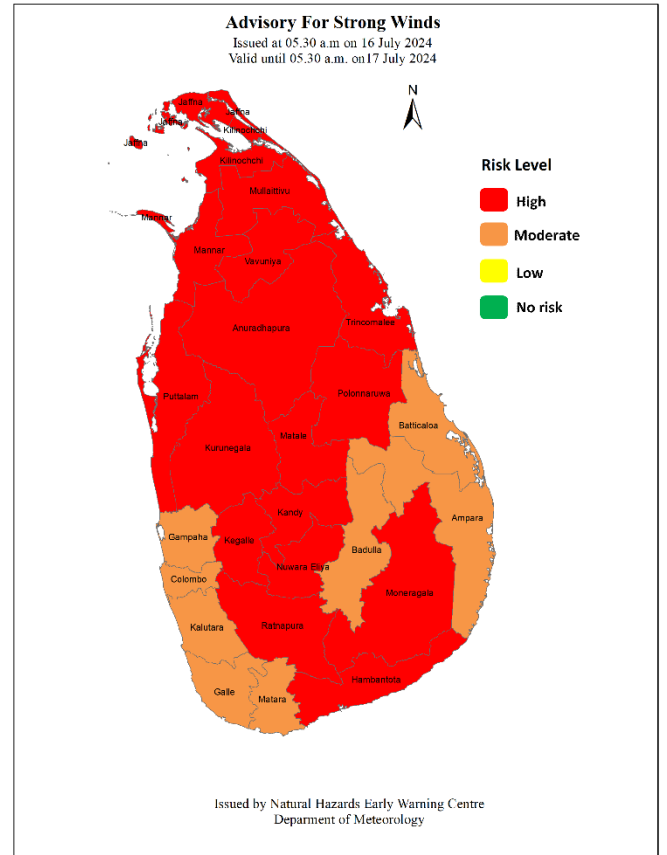 Advisory For Strong Winds
Issued at 05.30 a.m on 16 July 2024
Valid until 05.30 a.m. on17 July 2024
N
Jaffna
Jaffna
Jaffna
Kilinochchi
Jaffna
Kilinochchi
Mullaittivu
Mannar
Mannar
Vavuniya
Anuradhapura
Trincomalee
Puttalam
Polonnaruwa
Batticaloa
Kurunegala
Matale
Kandy
Ampara
Gampaha
Kegalle
Badulla
Nuwara Eliya
Colombo
Moneragala
Kalutara
Ratnapura
Hambantota
Galle
Matara
Risk Level
High
Moderate
Low
No risk
Issued by Natural Hazards Early Warning Centre
Deparment of Meteorology